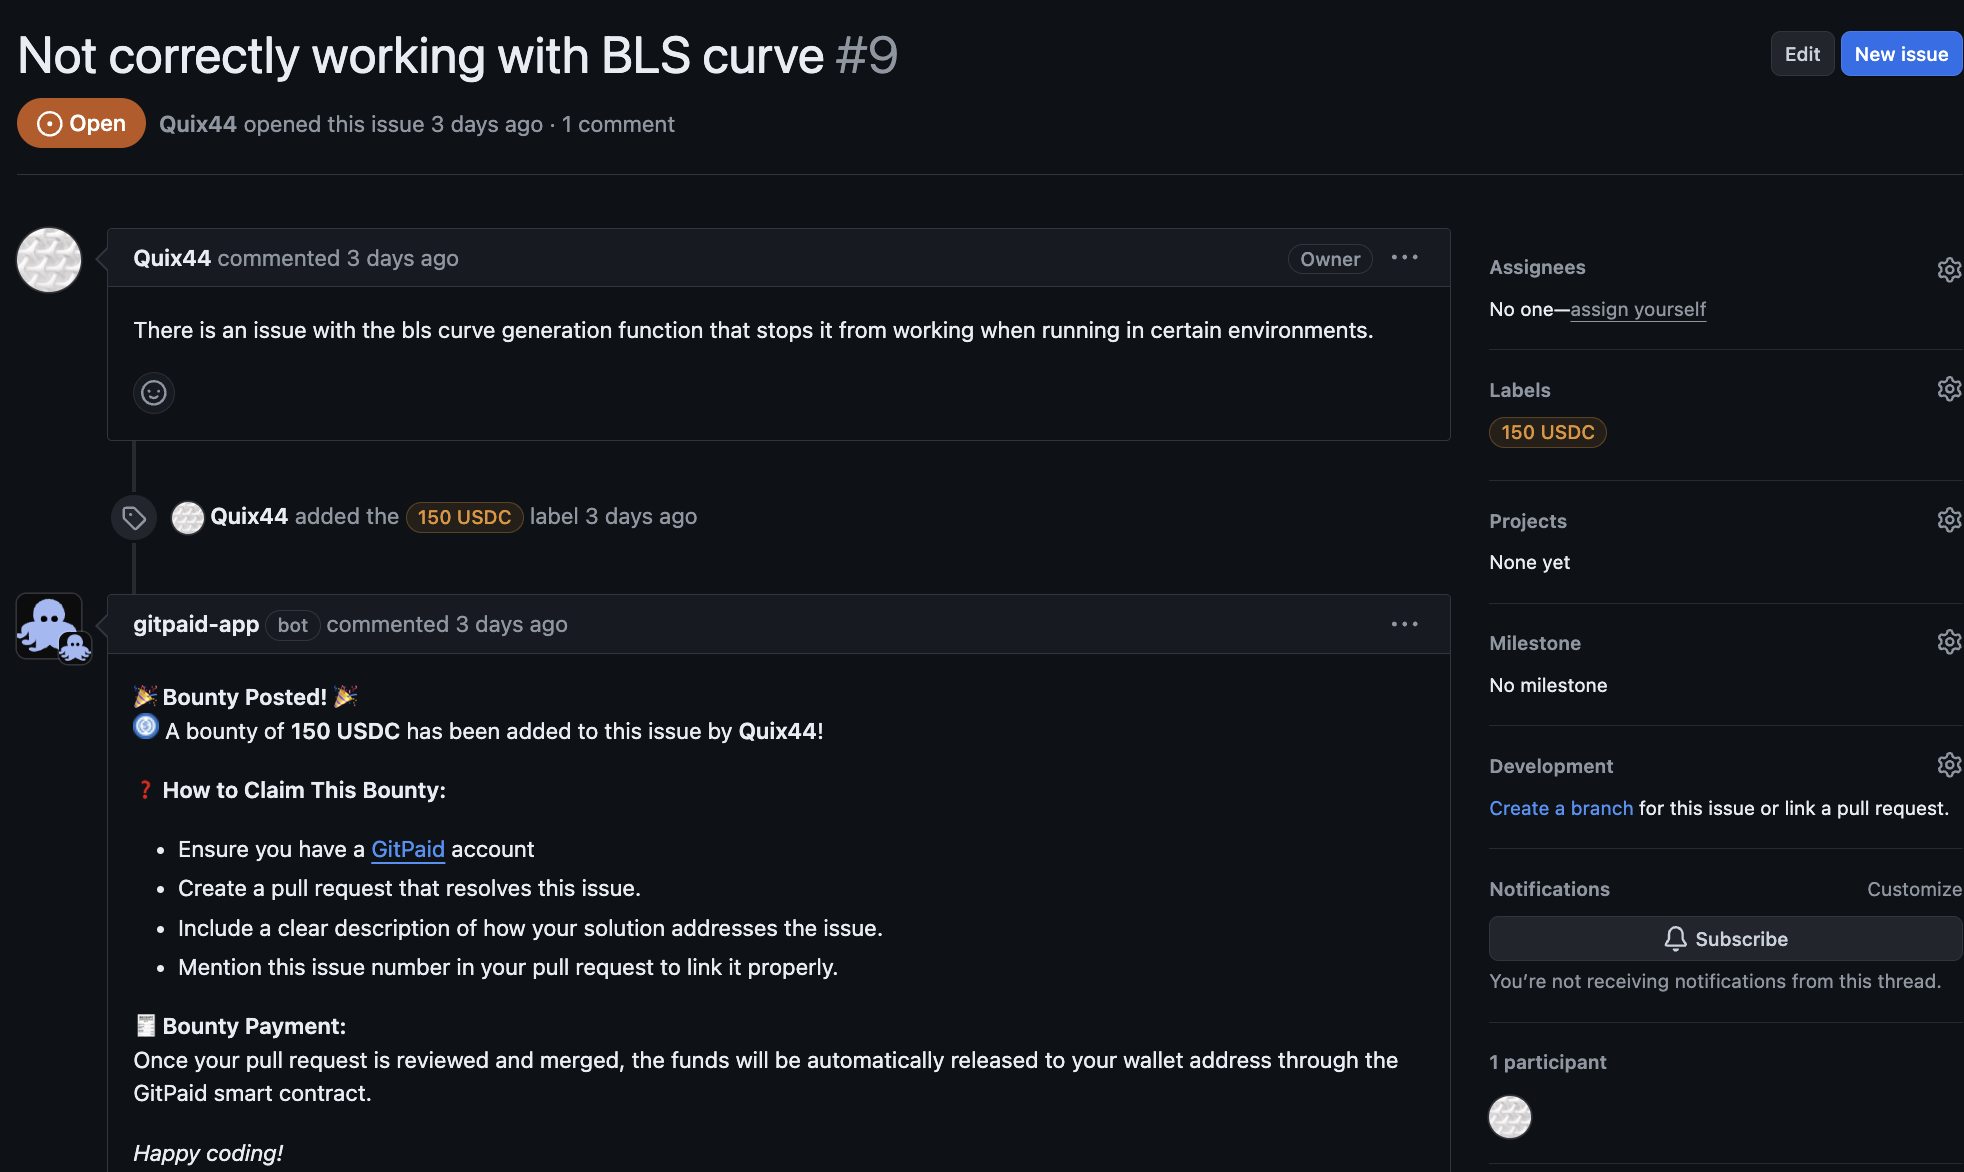 Not correctly working with BLS curve #9
Edit
New issue
Open
Quix44 opened this issue 3 days ago · 1 comment
Quix44 commented 3 days ago
Owner
There is an issue with the bls curve generation function that stops it from working when running in certain environments.
Quix44 added the 150 USDC label 3 days ago
gitpaid-app bot commented 3 days ago
🎉 Bounty Posted! 🎉
A bounty of 150 USDC has been added to this issue by Quix44!
❓ How to Claim This Bounty:
• Ensure you have a GitPaid account
• Create a pull request that resolves this issue.
• Include a clear description of how your solution addresses the issue.
• Mention this issue number in your pull request to link it properly.
🧾 Bounty Payment:
Once your pull request is reviewed and merged, the funds will be automatically released to your wallet address through the
GitPaid smart contract.
Happy coding!
Assignees
No one—assign yourself
Labels
150 USDC
Projects
None yet
Milestone
No milestone
Development
Create a branch for this issue or link a pull request.
Notifications
Customize
Subscribe
You’re not receiving notifications from this thread.
1 participant